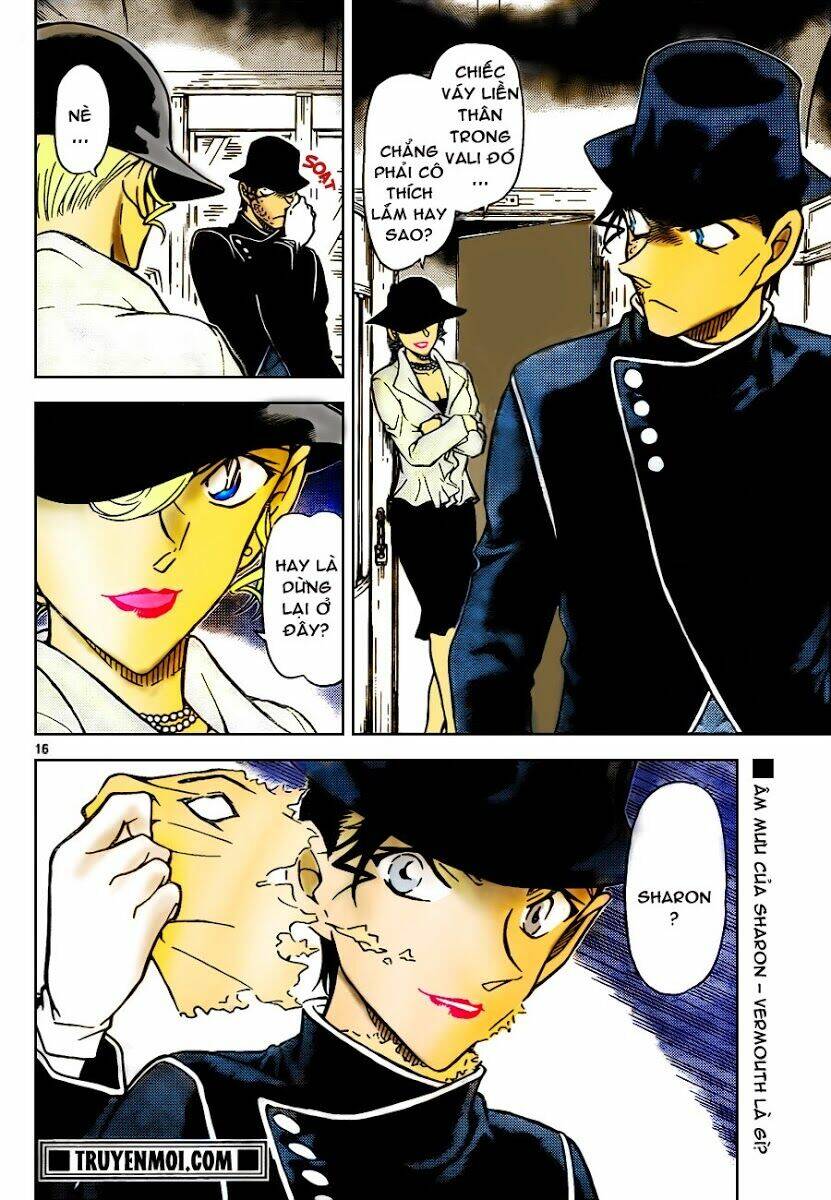 NÈ
...
SOẠT
CHIẾC
VÁY LIỀN
THÂN
TRONG
VALI ĐÓ
...
CHẲNG
PHẢI CÔ
THÍCH
LẮM HAY
SAO?
HAY LÀ
DỪNG
LẠI Ở
ĐÂY?
16
SHARON
?
ÂM MƯU CỦA SHARON – VERMOUTH LÀ GÌ?
TRUYENMOI.COM